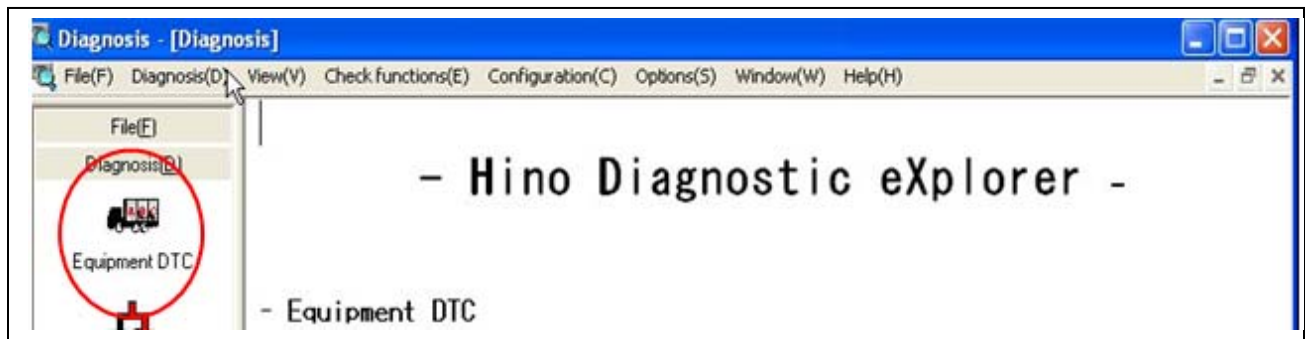 Diagnosis - [Diagnosis]
File(F) Diagnosis(D) View(V) Check functions(E) Configuration(C) Options(S) Window(W) Help(H)
File(F)
Diagnosis(D)
- Hino Diagnostic eXplorer -
Equipment DTC
- Equipment DTC